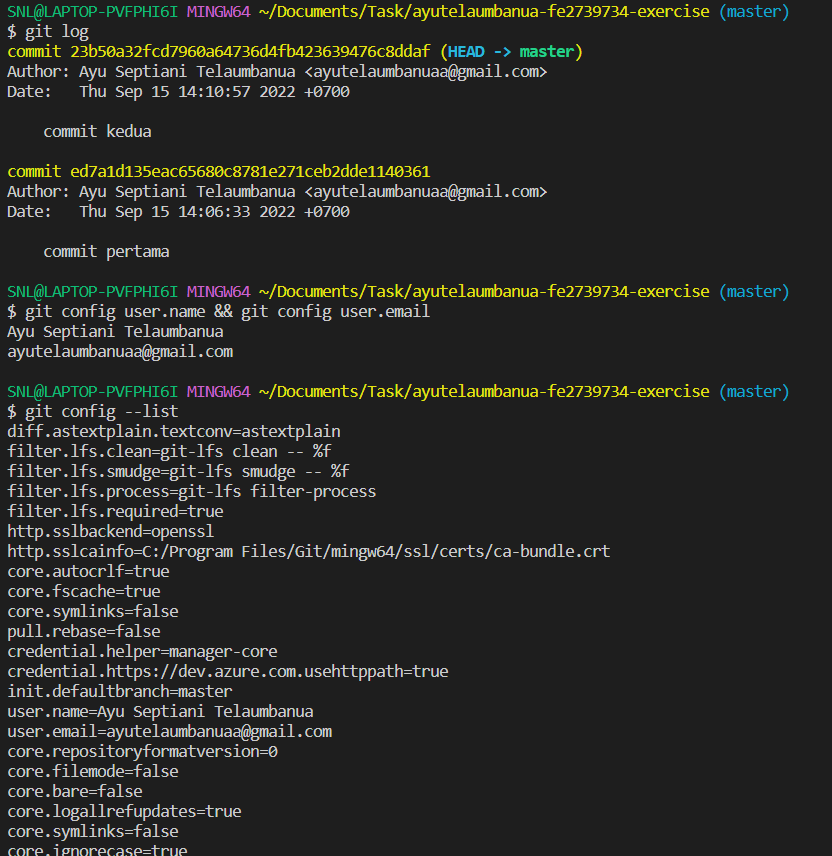 SNL@LAPTOP-PVFPHI6I MINGW64 ~/Documents/Task/ayutelaumbanua-fe2739734-exercise (master)
$ git log
commit 23b50a32fcd7960a64736d4fb423639476c8ddaf (HEAD -> master)
Author: Ayu Septiani Telaumbanua <ayutelaumbanuaa@gmail.com>
Date:   Thu Sep 15 14:10:57 2022 +0700
    commit kedua
commit ed7a1d135eac65680c8781e271ceb2dde1140361
Author: Ayu Septiani Telaumbanua <ayutelaumbanuaa@gmail.com>
Date:   Thu Sep 15 14:06:33 2022 +0700
    commit pertama
SNL@LAPTOP-PVFPHI6I MINGW64 ~/Documents/Task/ayutelaumbanua-fe2739734-exercise (master)
$ git config user.name && git config user.email
Ayu Septiani Telaumbanua
ayutelaumbanuaa@gmail.com
SNL@LAPTOP-PVFPHI6I MINGW64 ~/Documents/Task/ayutelaumbanua-fe2739734-exercise (master)
$ git config --list
diff.astextplain.textconv=astextplain
filter.lfs.clean=git-lfs clean -- %f
filter.lfs.smudge=git-lfs smudge -- %f
filter.lfs.process=git-lfs filter-process
filter.lfs.required=true
http.sslbackend=openssl
http.sslcainfo=C:/Program Files/Git/mingw64/ssl/certs/ca-bundle.crt
core.autocrlf=true
core.fscache=true
core.symlinks=false
pull.rebase=false
credential.helper=manager-core
credential.https://dev.azure.com.usehttppath=true
init.defaultbranch=master
user.name=Ayu Septiani Telaumbanua
user.email=ayutelaumbanuaa@gmail.com
core.repositoryformatversion=0
core.filemode=false
core.bare=false
core.logallrefupdates=true
core.symlinks=false
core.ignorecase=true